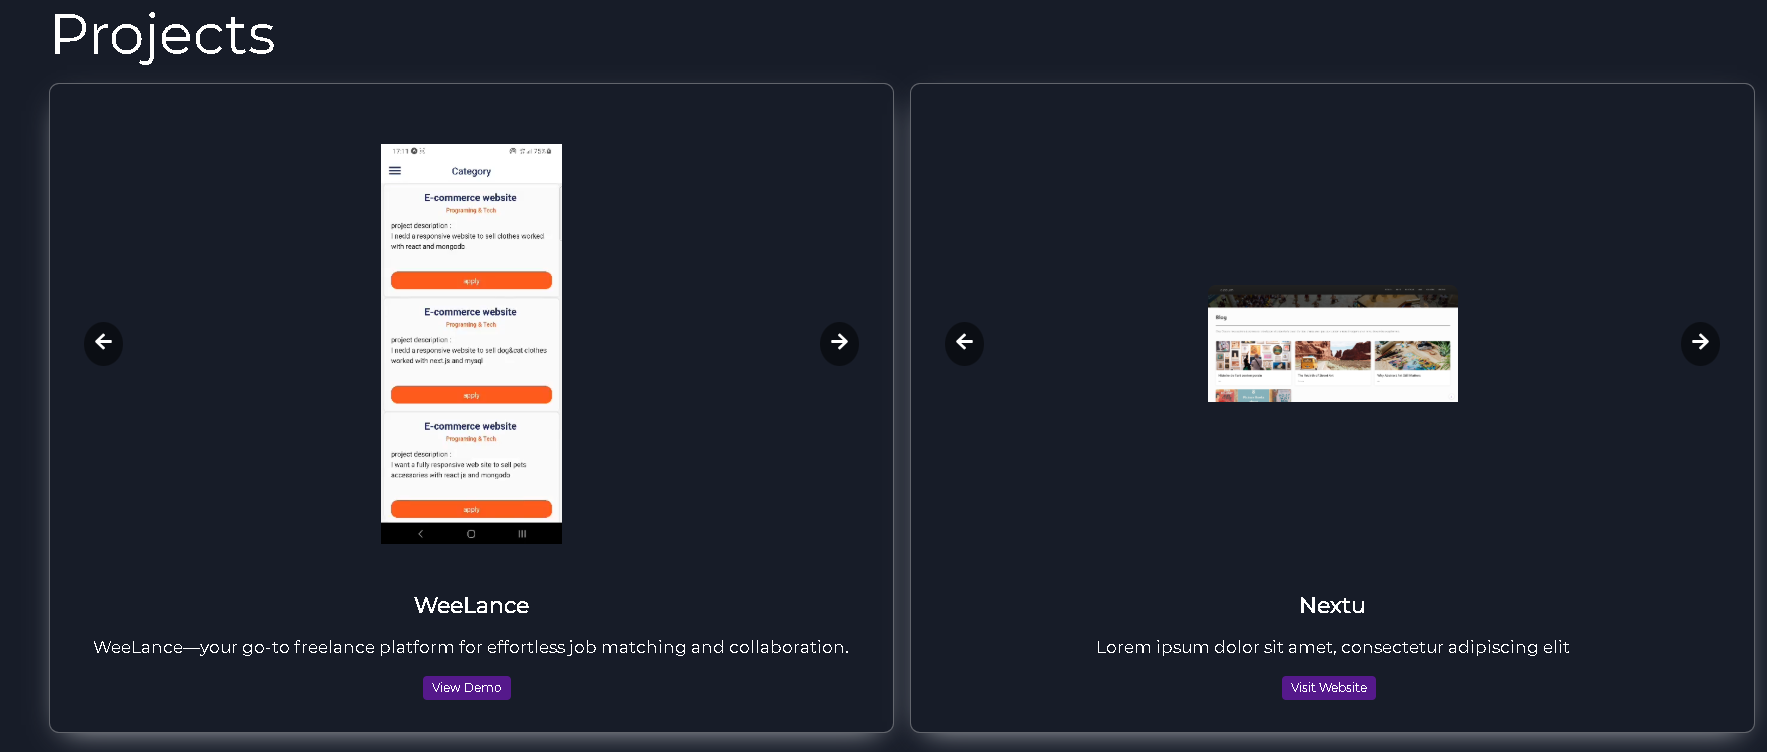 Projects
17:11
Category
E-commerce website
Programing & Tech
project description :
I nedd a responsive website to sell clothes worked
with react and mongodb
apply
E-commerce website
Programing & Tech
project description :
I nedd a responsive website to sell dog&cat clothes
worked with next.js and mysql
apply
E-commerce website
Programing & Tech
project description :
I want a fully responsive web site to sell pets
accessories with react js and mongodb
apply
WeeLance
WeeLance—your go-to freelance platform for effortless job matching and collaboration.
View Demo
Blog
Nextu
Lorem ipsum dolor sit amet, consectetur adipiscing elit
Visit Website